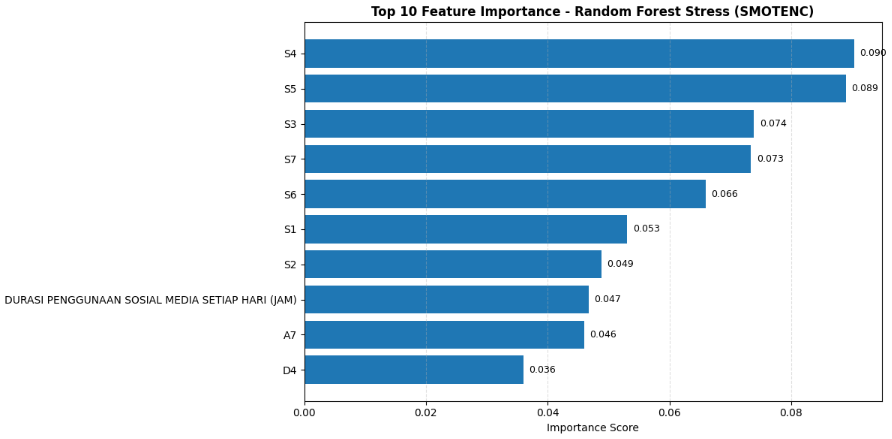 Top 10 Feature Importance - Random Forest Stress (SMOTENC)
S4 0.090
S5 0.089
S3 0.074
S7 0.073
S6 0.066
S1 0.053
S2 0.049
DURASI PENGGUNAAN SOSIAL MEDIA SETIAP HARI (JAM) 0.047
A7 0.046
D4 0.036
0.00 0.02 0.04 0.06 0.08
Importance Score